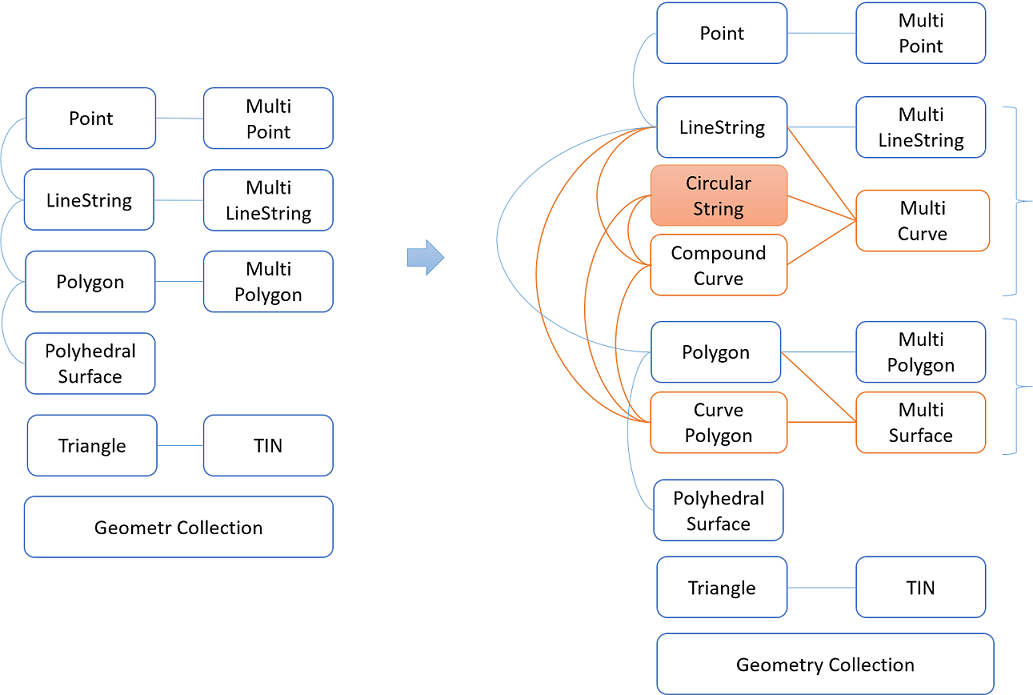 Point
Multi
Point
LineString
Multi
LineString
Polygon
Multi
Polygon
Polyhedral
Surface
Triangle
TIN
Geometr Collection
Point
Multi
Point
LineString
Multi
LineString
Circular
String
Multi
Curve
Compound
Curve
Polygon
Multi
Polygon
Curve
Polygon
Multi
Surface
Polyhedral
Surface
Triangle
TIN
Geometry Collection